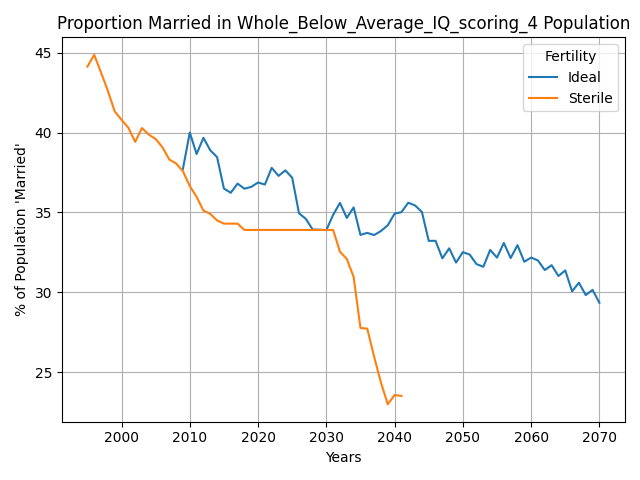 Proportion Married in Whole_Below_Average_IQ_scoring_4 Population
% of Population 'Married'
45
40
35
30
25
Fertility
Ideal
Sterile
2000 2010 2020 2030 2040 2050 2060 2070
Years